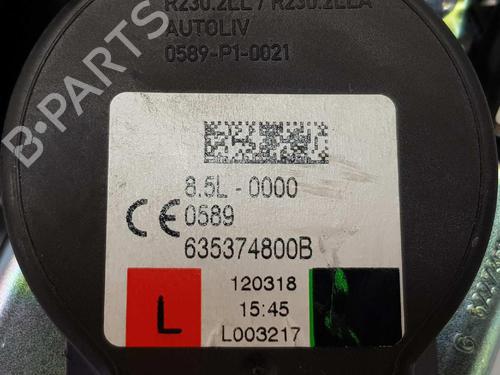 R230.2LL / R230.2LLA
AUTOLIV
0589-P1-0021
B-PARTS
8.5L - 0000
CE 0589
635374800B
L
120318
15:45
L003217